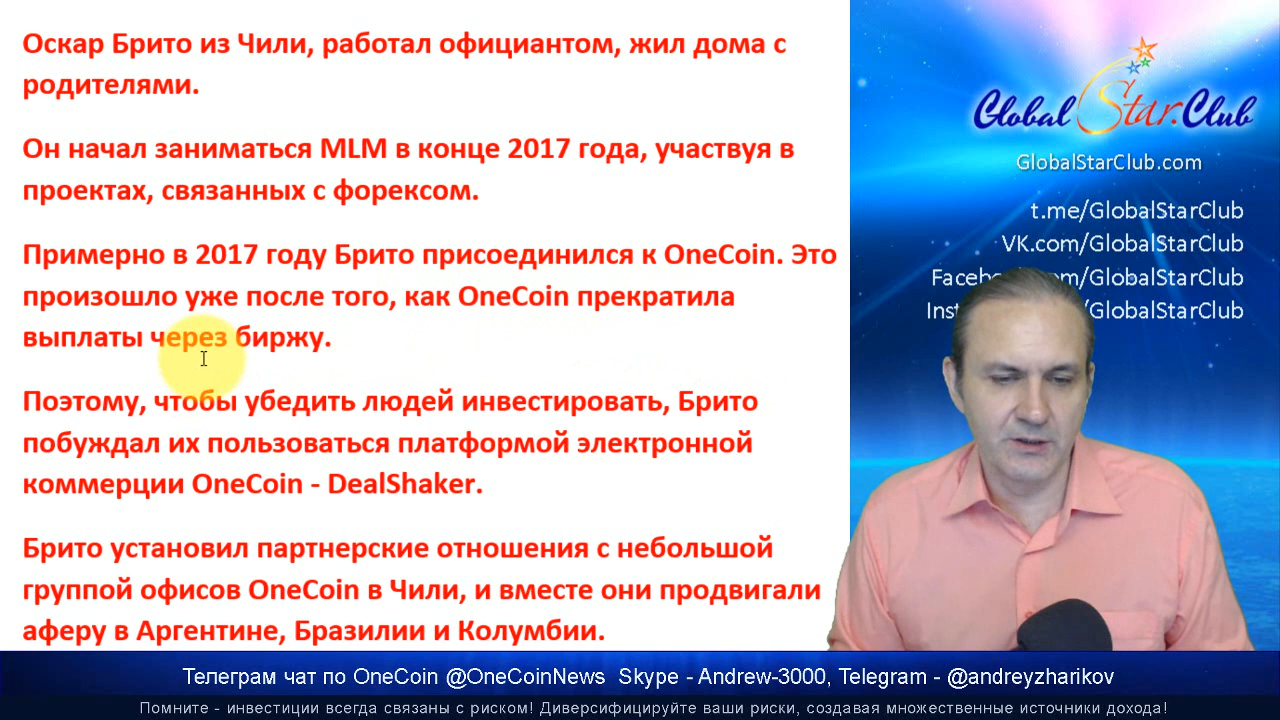 Оскар Брито из Чили, работал официантом, жил дома с
родителями.
Он начал заниматься MLM в конце 2017 года, участвуя в
проектах, связанных с форексом.
Примерно в 2017 году Брито присоединился к OneCoin. Это
произошло уже после того, как OneCoin прекратила
выплаты через биржу.
Поэтому, чтобы убедить людей инвестировать, Брито
побуждал их пользоваться платформой электронной
коммерции OneCoin - DealShaker.
Брито установил партнерские отношения с небольшой
группой офисов OneCoin в Чили, и вместе они продвигали
аферу в Аргентине, Бразилии и Колумбии.
Global Star.Club
GlobalStarClub.com
t.me/GlobalStarClub
VK.com/GlobalStarClub
/GlobalStarClub
/GlobalStarClub
Телеграм чат по OneCoin @OneCoinNews Skype - Andrew-3000, Telegram - @andreyzharikov
Помните - инвестиции всегда связаны с риском! Диверсифицируйте ваши риски, создавая множественные источники дохода!